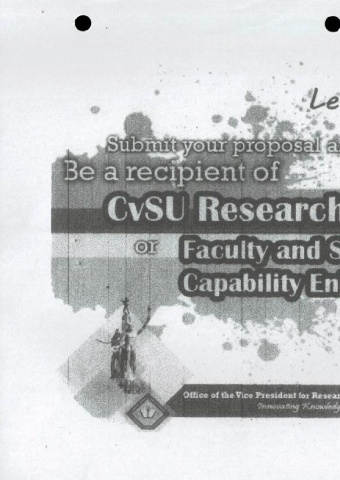 Le
Submit your proposal a
Be a recipient of
CvSU Research
or Faculty and S
Capability En
Office of the Vice President for Resear
Innovating Knowledg